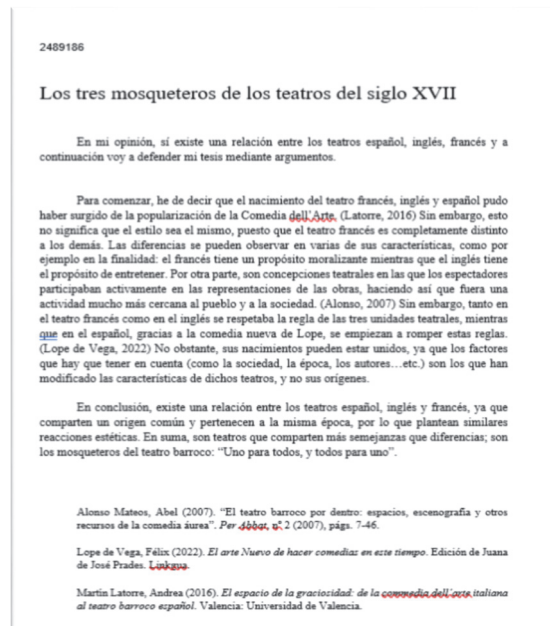 2489186
Los tres mosqueteros de los teatros del siglo XVII
En mi opinión, sí existe una relación entre los teatros español, inglés, francés y a
continuación voy a defender mi tesis mediante argumentos.
Para comenzar, he de decir que el nacimiento del teatro francés, inglés y español pudo
haber surgido de la popularización de la Comedia dell'Arte. (Latorre, 2016) Sin embargo, esto
no significa que el estilo sea el mismo, puesto que el teatro francés es completamente distinto
a los demás. Las diferencias se pueden observar en varias de sus características, como por
ejemplo en la finalidad: el francés tiene un propósito moralizante mientras que el inglés tiene
el propósito de entretener. Por otra parte, son concepciones teatrales en las que los espectadores
participaban activamente en las representaciones de las obras, haciendo así que fuera una
actividad mucho más cercana al pueblo y a la sociedad. (Alonso, 2007) Sin embargo, tanto en
el teatro francés como en el inglés se respetaba la regla de las tres unidades teatrales, mientras
que en el español, gracias a la comedia nueva de Lope, se empiezan a romper estas reglas.
(Lope de Vega, 2022) No obstante, sus nacimientos pueden estar unidos, ya que los factores
que hay que tener en cuenta (como la sociedad, la época, los autores…etc.) son los que han
modificado las características de dichos teatros, y no sus orígenes.
En conclusión, existe una relación entre los teatros español, inglés y francés, ya que
comparten un origen común y pertenecen a la misma época, por lo que plantean similares
reacciones estéticas. En suma, son teatros que comparten más semejanzas que diferencias; son
los mosqueteros del teatro barroco: “Uno para todos, y todos para uno”.
Alonso Mateos, Abel (2007). “El teatro barroco por dentro: espacios, escenografía y otros
recursos de la comedia áurea”. Per Abbat, nº 2 (2007), págs. 7-46.
Lope de Vega, Félix (2022). El arte Nuevo de hacer comedias en este tiempo. Edición de Juana
de José Prades. Linkgua.
Martín Latorre, Andrea (2016). El espacio de la graciosidad: de la commedia dell'arte italiana
al teatro barroco español. Valencia: Universidad de Valencia.